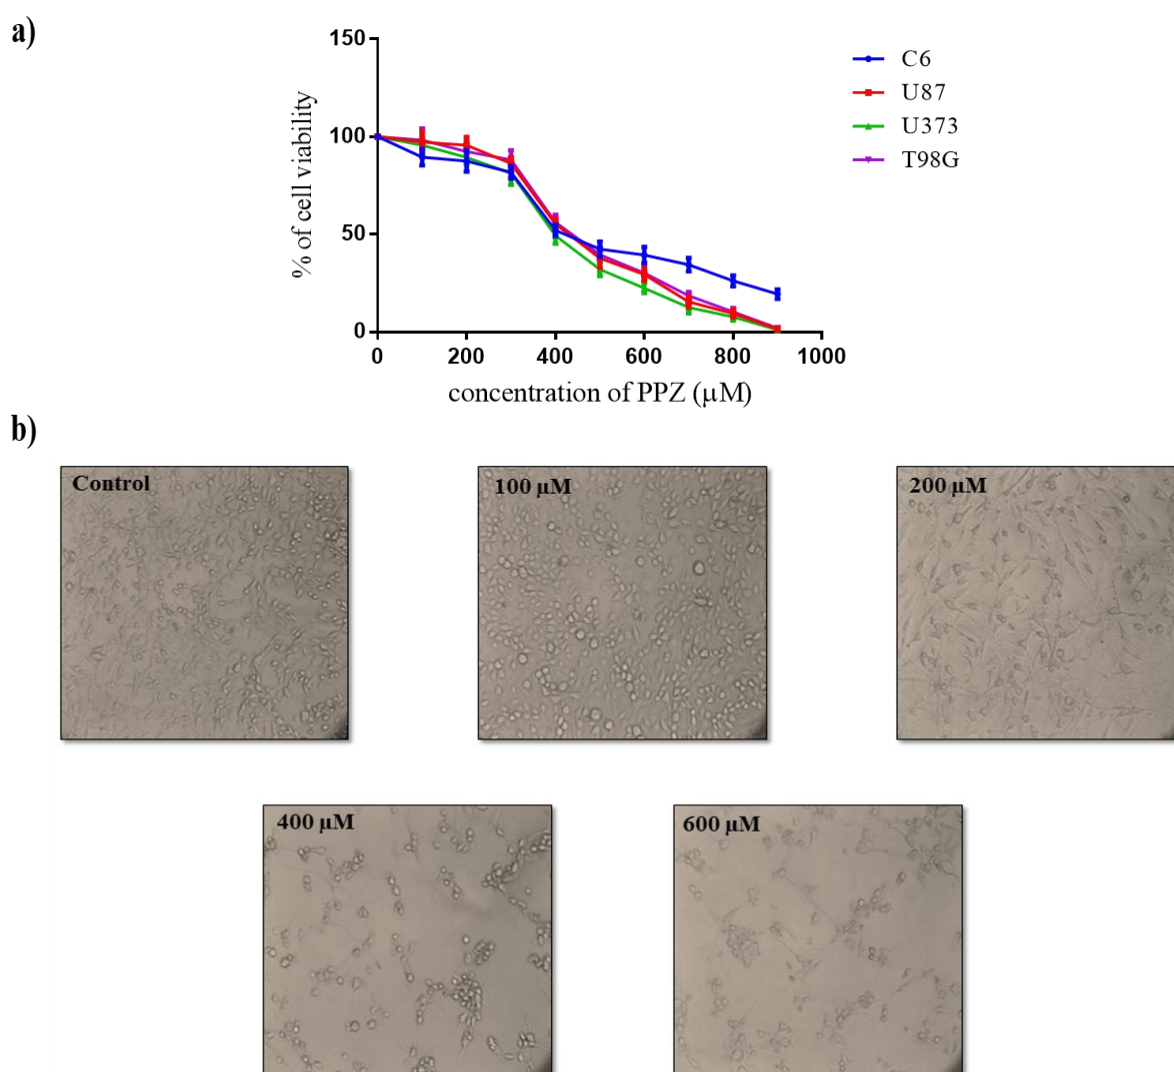 a)
150
100
50
0
% of cell viability
0 200 400 600 800 1000
concentration of PPZ (µM)
C6
U87
U373
T98G
b)
Control
100 µM
200 µM
400 µM
600 µM